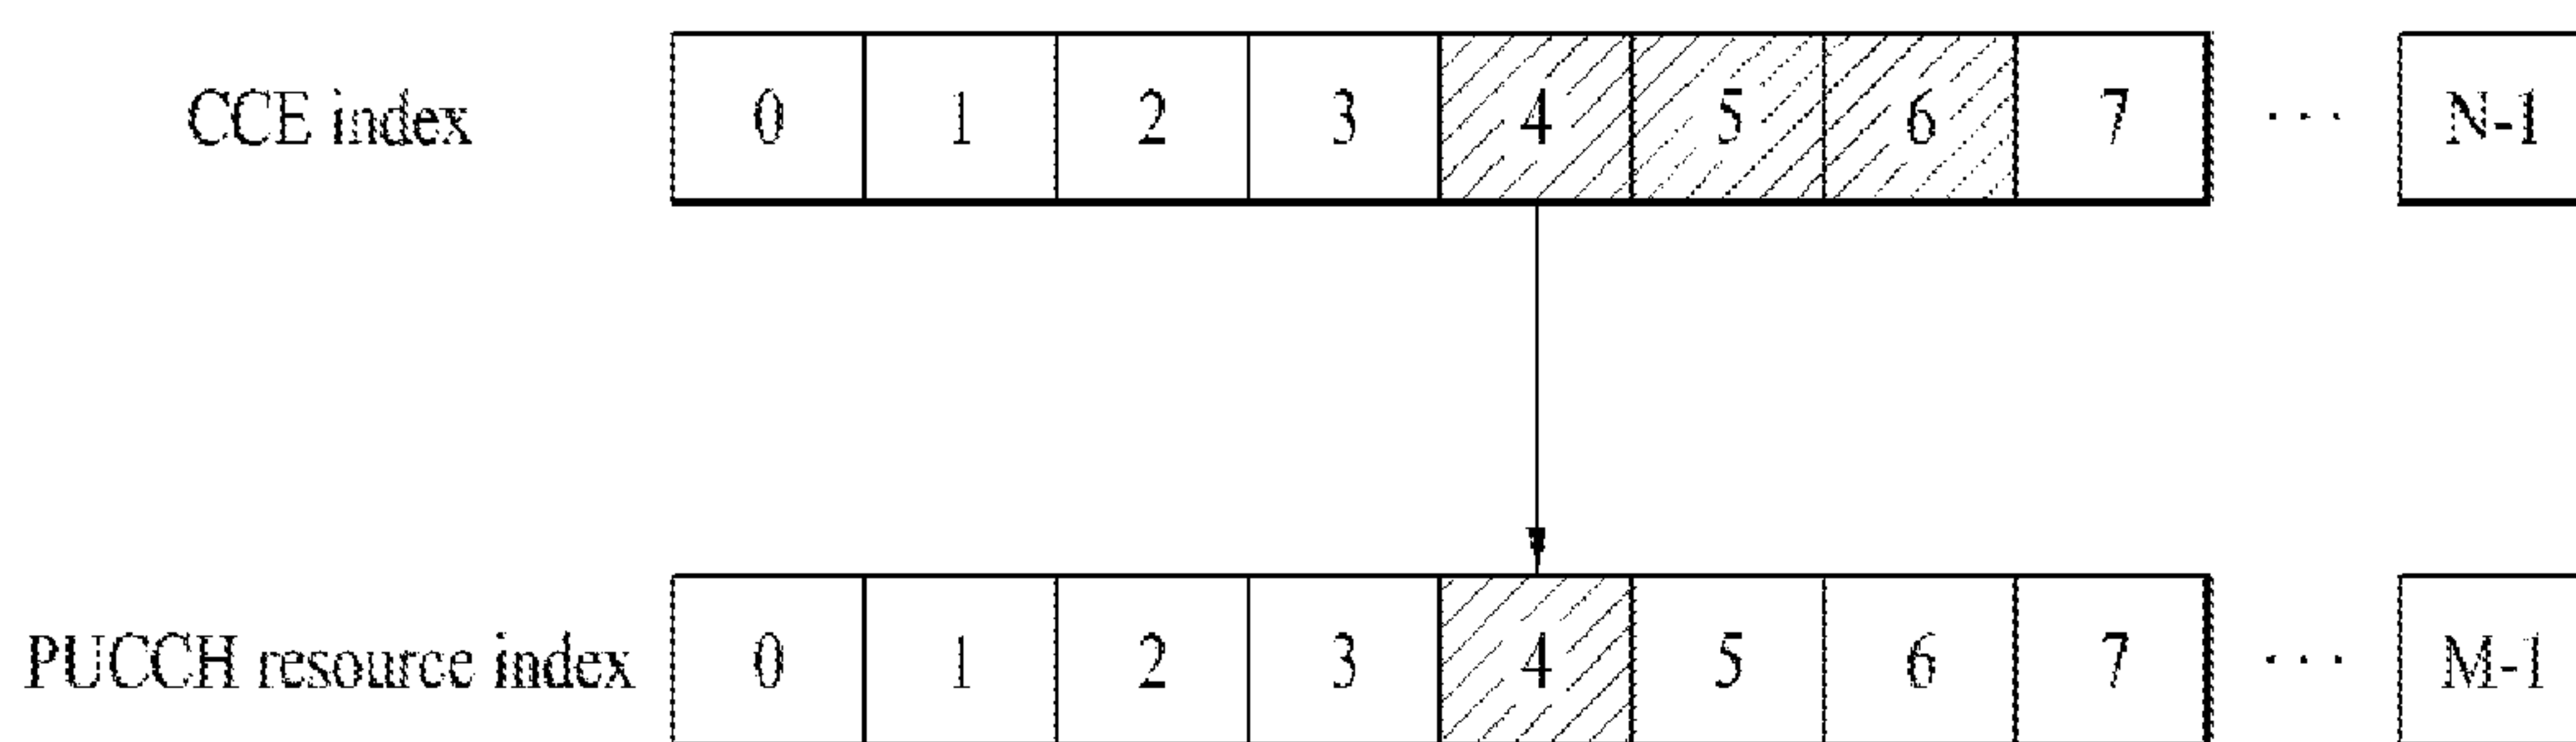 CCE index 0 1 2 3 4 5 6 7 ... N-1
PUCCH resource index 0 1 2 3 4 5 6 7 ... M-1